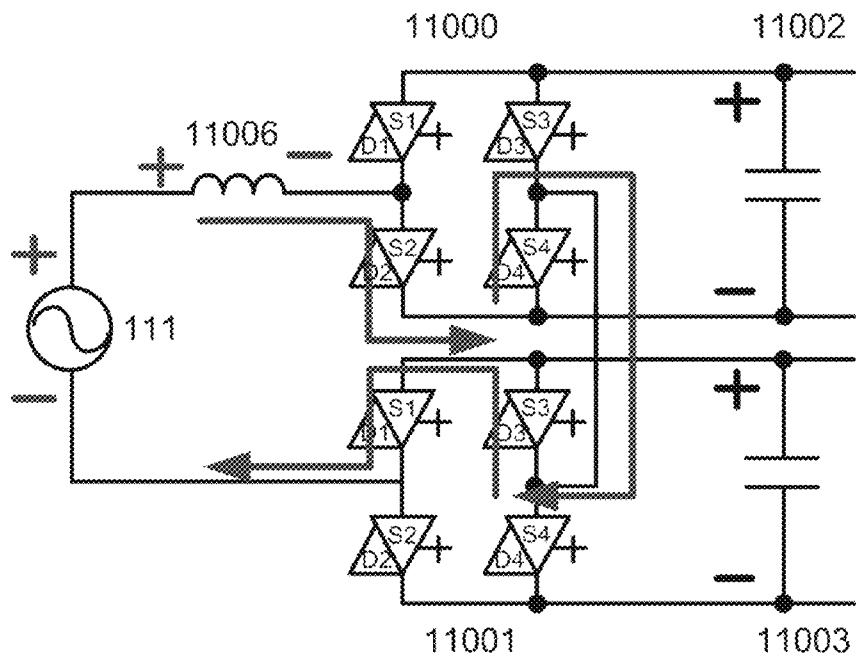 11000 11002
S1 S3
D1 D3
11006
S2 S4
D2 D4
111
S1 S3
D1 D3
S2 S4
D2 D4
11001 11003